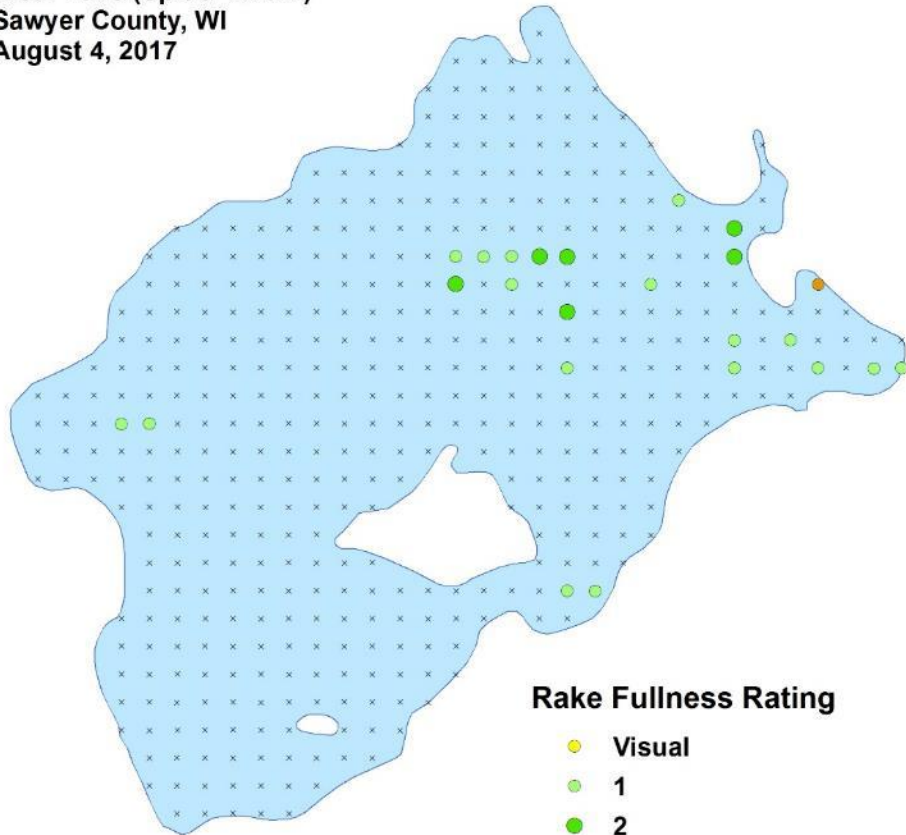 Sawyer County, WI
August 4, 2017
Rake Fullness Rating
Visual
1
2